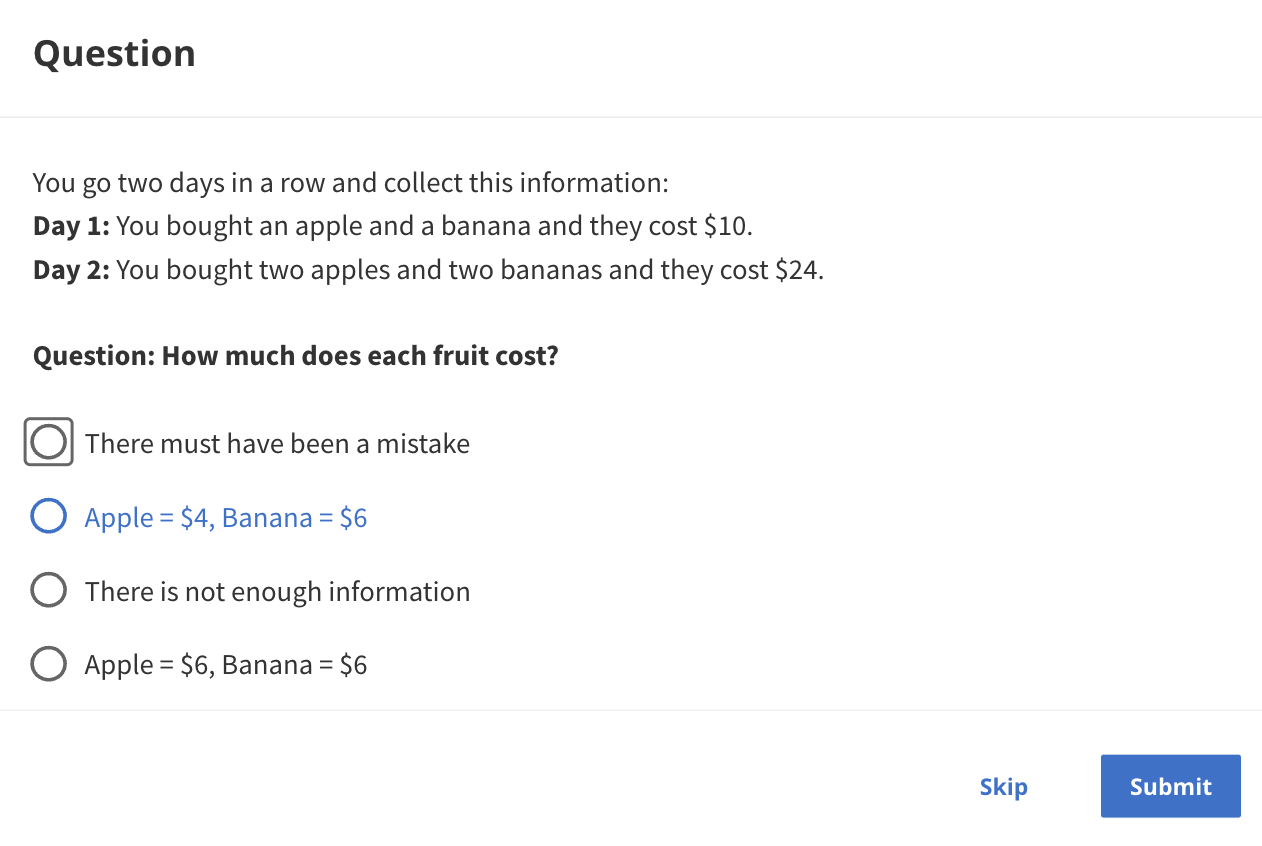 Question
You go two days in a row and collect this information:
Day 1: You bought an apple and a banana and they cost $10.
Day 2: You bought two apples and two bananas and they cost $24.
Question: How much does each fruit cost?
There must have been a mistake
Apple = $4, Banana = $6
There is not enough information
Apple = $6, Banana = $6
Skip
Submit